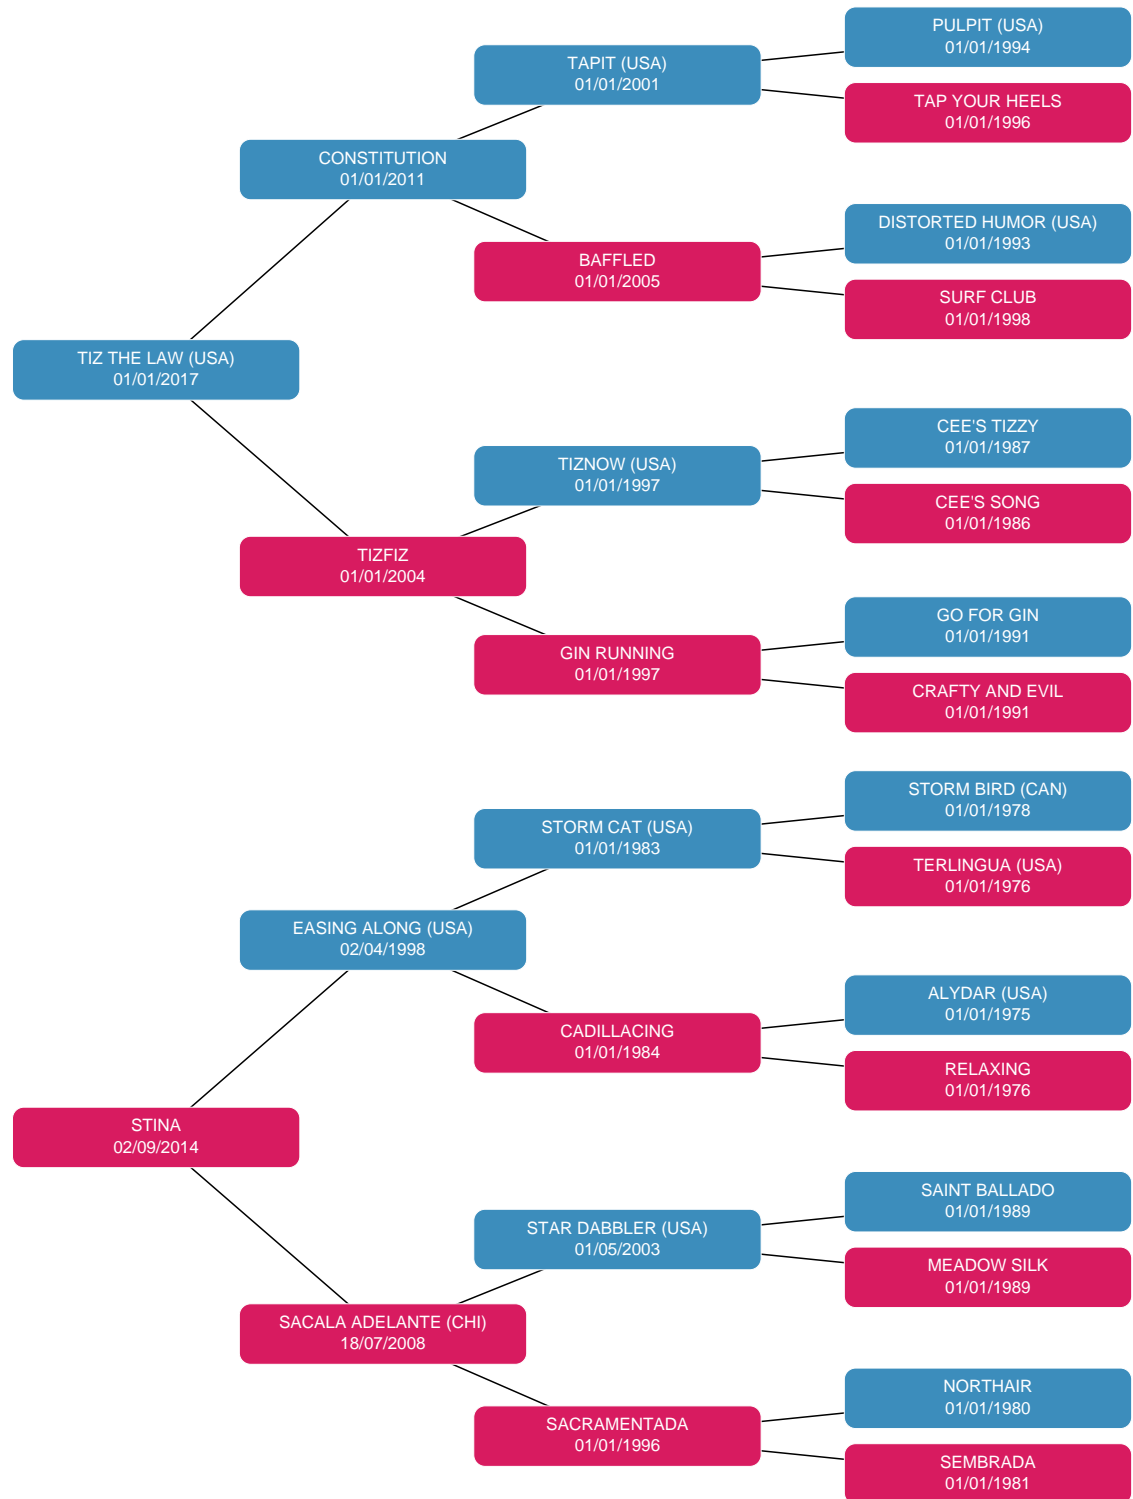 PULPIT (USA)
01/01/1994
TAPIT (USA)
01/01/2001
TAP YOUR HEELS
01/01/1996
CONSTITUTION
01/01/2011
DISTORTED HUMOR (USA)
01/01/1993
BAFFLED
01/01/2005
SURF CLUB
01/01/1998
TIZ THE LAW (USA)
01/01/2017
CEE'S TIZZY
01/01/1987
TIZNOW (USA)
01/01/1997
CEE'S SONG
01/01/1986
TIZFIZ
01/01/2004
GO FOR GIN
01/01/1991
GIN RUNNING
01/01/1997
CRAFTY AND EVIL
01/01/1991
STORM BIRD (CAN)
01/01/1978
STORM CAT (USA)
01/01/1983
TERLINGUA (USA)
01/01/1976
EASING ALONG (USA)
02/04/1998
ALYDAR (USA)
01/01/1975
CADILLACING
01/01/1984
RELAXING
01/01/1976
STINA
02/09/2014
SAINT BALLADO
01/01/1989
STAR DABBLER (USA)
01/05/2003
MEADOW SILK
01/01/1989
SACALA ADELANTE (CHI)
18/07/2008
NORTHAIR
01/01/1980
SACRAMENTADA
01/01/1996
SEMBRADA
01/01/1981